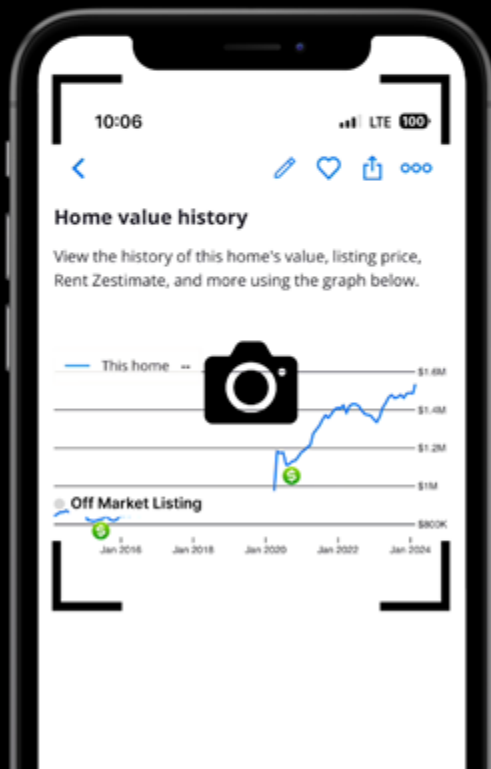 10:06
LTE 100
Home value history
View the history of this home's value, listing price,
Rent Zestimate, and more using the graph below.
This home --
$1.6M
$1.4M
$1.2M
$1M
Off Market Listing
$800K
Jan 2016 Jan 2018 Jan 2020 Jan 2022 Jan 2024